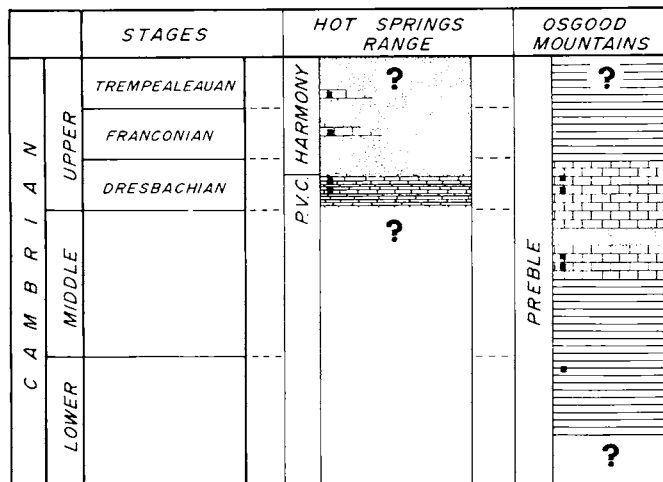 STAGES
HOT SPRINGS
RANGE
OSGOOD
MOUNTAINS
CAMBRIAN
UPPER
MIDDLE
LOWER
TREMPEALEAUAN
FRANCONIAN
DRESBACHIAN
HARMONY
P.V.C.
?
?
PREBLE
?
?